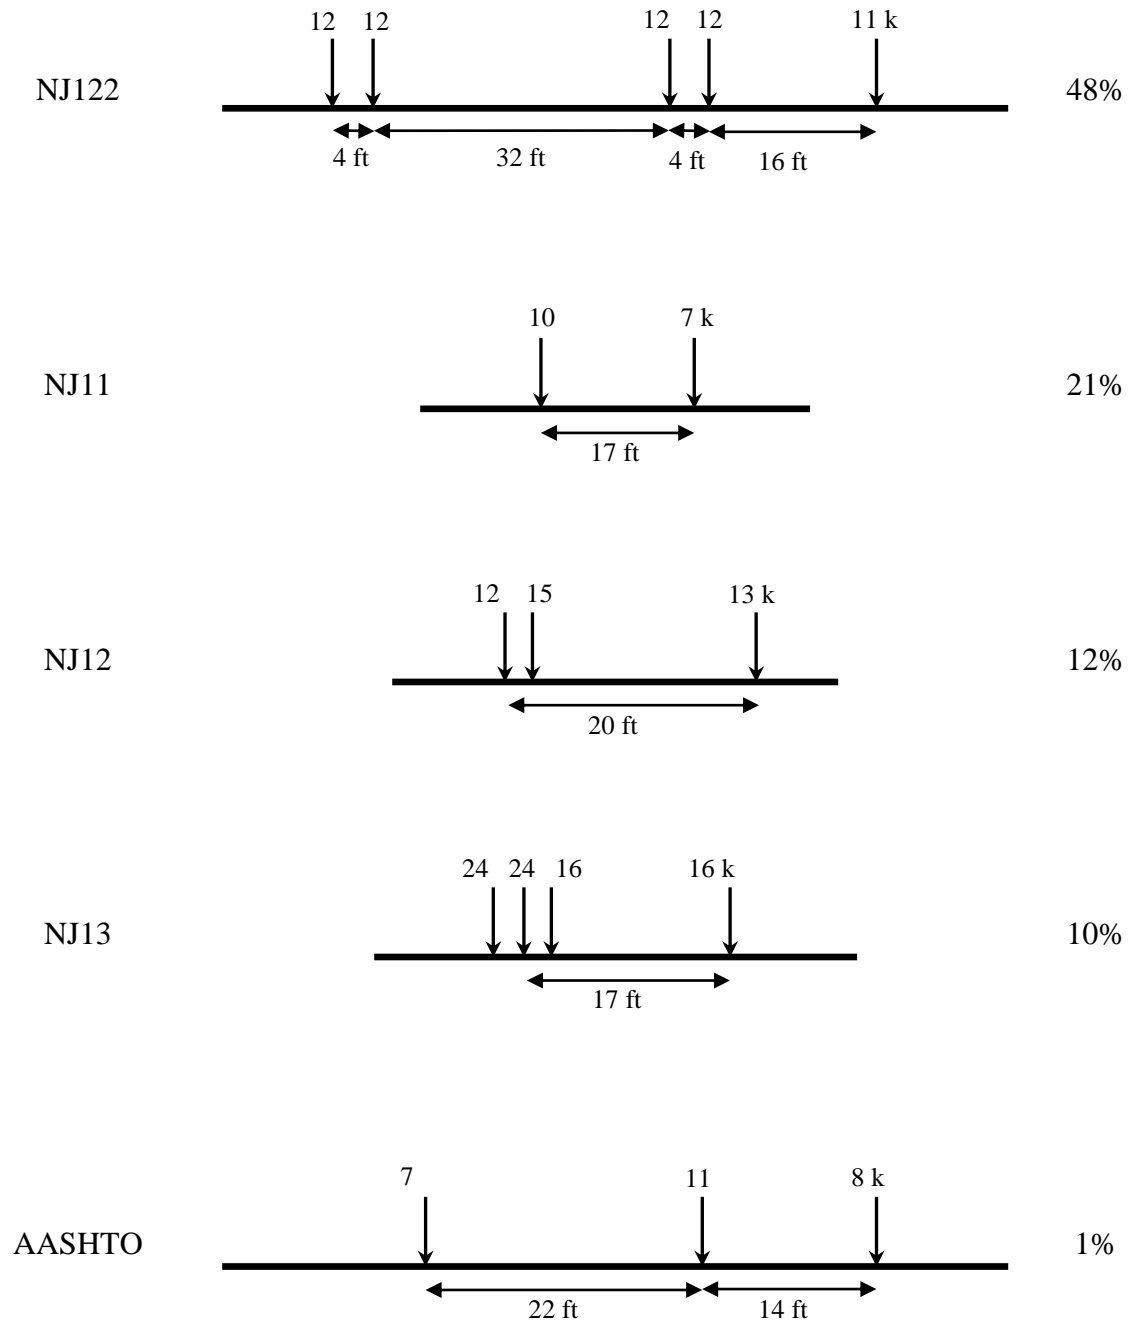 12 12 12 12 11 k
NJ122 48%
4 ft 32 ft 4 ft 16 ft
10 7 k
NJ11 21%
17 ft
12 15 13 k
NJ12 12%
20 ft
24 24 16 16 k
NJ13 10%
17 ft
7 11 8 k
AASHTO 1%
22 ft 14 ft